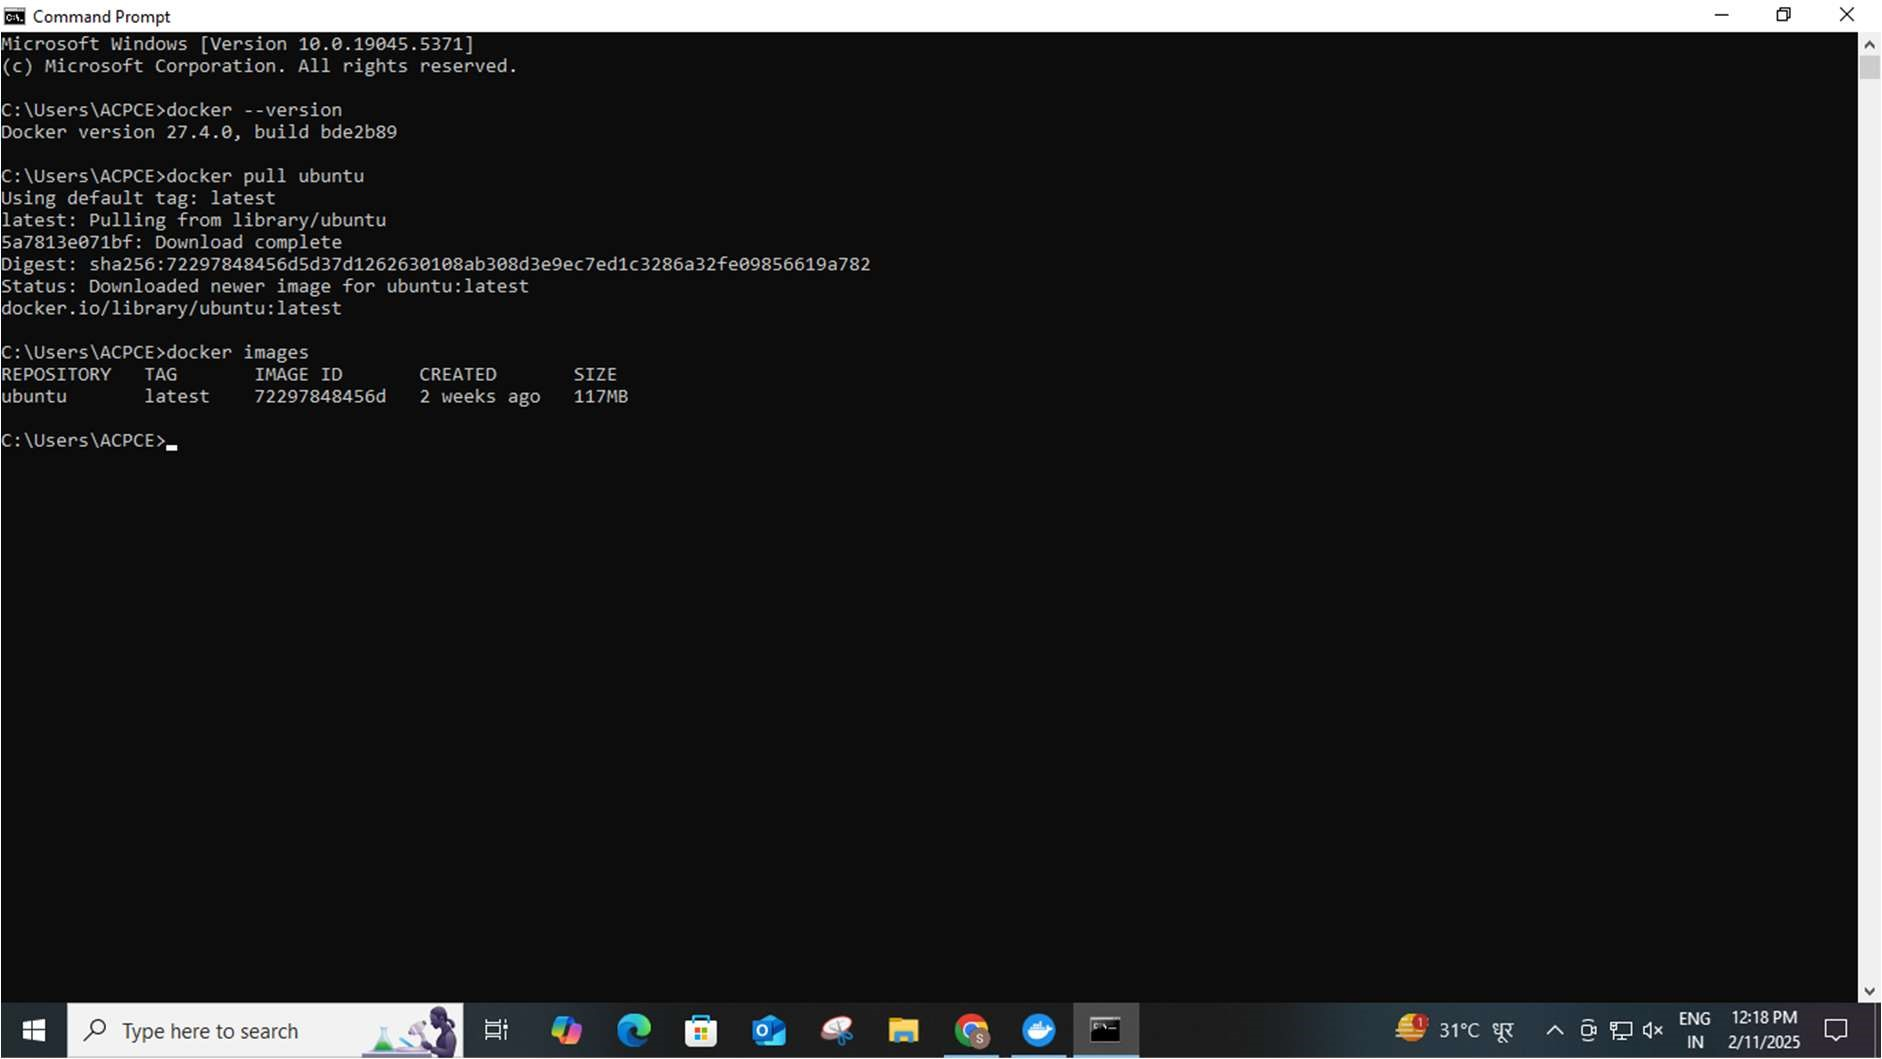 Command Prompt
Microsoft Windows [Version 10.0.19045.5371]
(c) Microsoft Corporation. All rights reserved.
C:\Users\ACPCE>docker --version
Docker version 27.4.0, build bde2b89
C:\Users\ACPCE>docker pull ubuntu
Using default tag: latest
latest: Pulling from library/ubuntu
5a7813e071bf: Download complete
Digest: sha256:72297848456d5d37d1262630108ab308d3e9ec7ed1c3286a32fe09856619a782
Status: Downloaded newer image for ubuntu:latest
docker.io/library/ubuntu:latest
C:\Users\ACPCE>docker images
REPOSITORY TAG IMAGE ID CREATED SIZE
ubuntu latest 72297848456d 2 weeks ago 117MB
C:\Users\ACPCE>
Type here to search
1
S
31°C धूर
ENG
IN
12:18 PM
2/11/2025